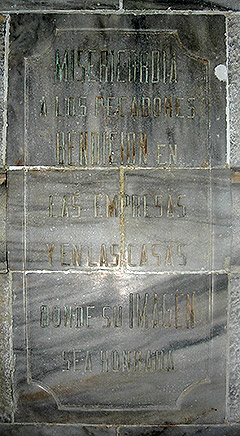 MISERICORDIA
A LOS PECADORES
BENDICION EN
LAS EMPRESAS
Y EN LAS CASAS
DONDE SU IMAGEN
SEA HONRADA